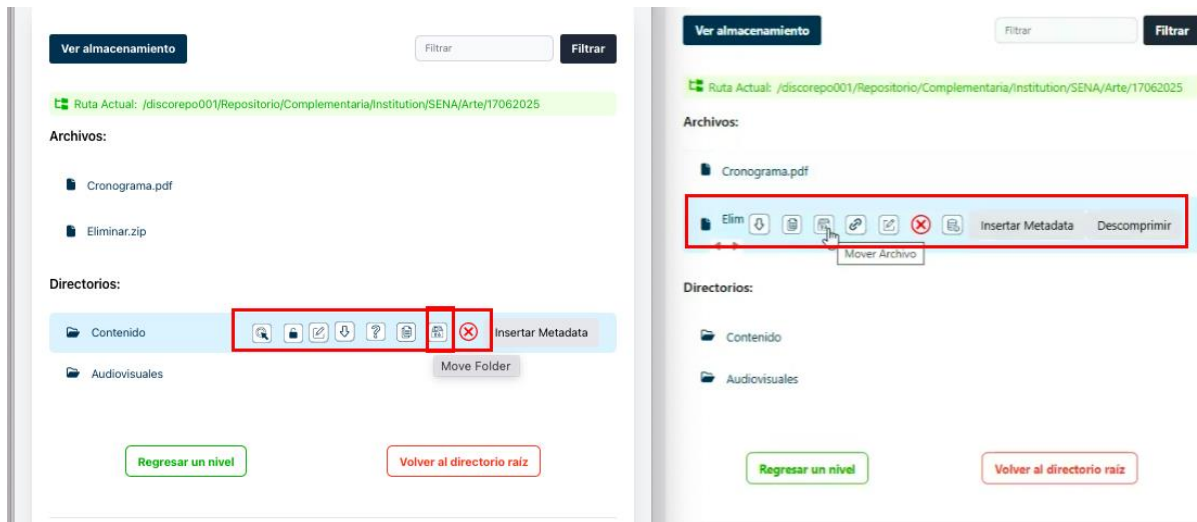 Ver almacenamiento
Filtrar
Filtrar
Ruta Actual: /discorepo001/Repositorio/Complementaria/Institution/SENA/Arte/17062025
Archivos:
Cronograma.pdf
Eliminar.zip
Directorios:
Contenido
Insertar Metadata
Move Folder
Audiovisuales
Regresar un nivel
Volver al directorio raíz
Ver almacenamiento
Filtrar
Filtrar
Ruta Actual: /discorepo001/Repositorio/Complementaria/Institution/SENA/Arte/17062025
Archivos:
Cronograma.pdf
Elim
Insertar Metadata
Descomprimir
Mover Archivo
Directorios:
Contenido
Audiovisuales
Regresar un nivel
Volver al directorio raíz